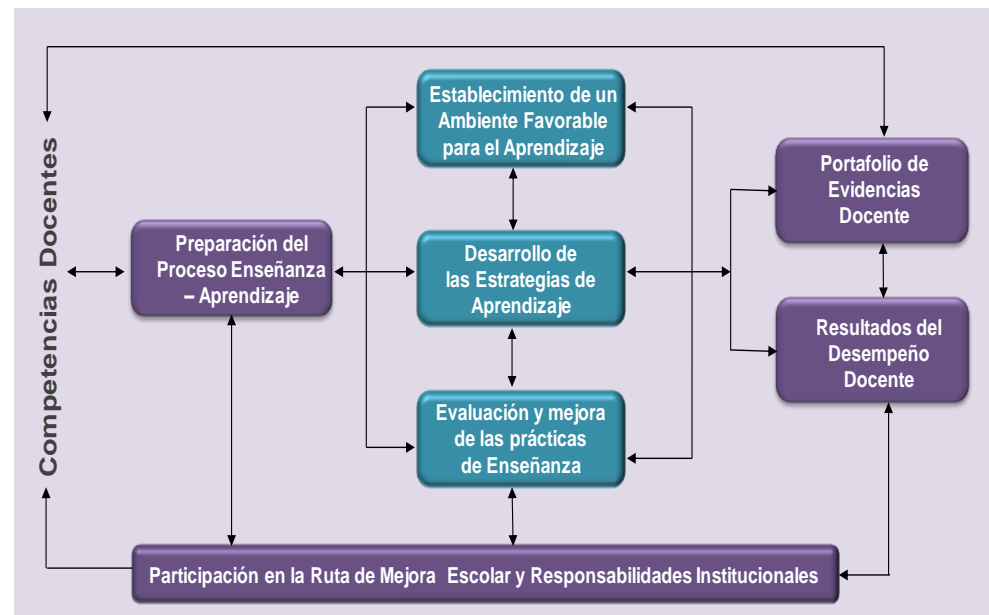 Competencias Docentes
Preparación del
Proceso Enseñanza
– Aprendizaje
Establecimiento de un
Ambiente Favorable
para el Aprendizaje
Desarrollo de
las Estrategias de
Aprendizaje
Evaluación y mejora
de las prácticas
de Enseñanza
Portafolio de
Evidencias
Docente
Resultados del
Desempeño
Docente
Participación en la Ruta de Mejora Escolar y Responsabilidades Institucionales